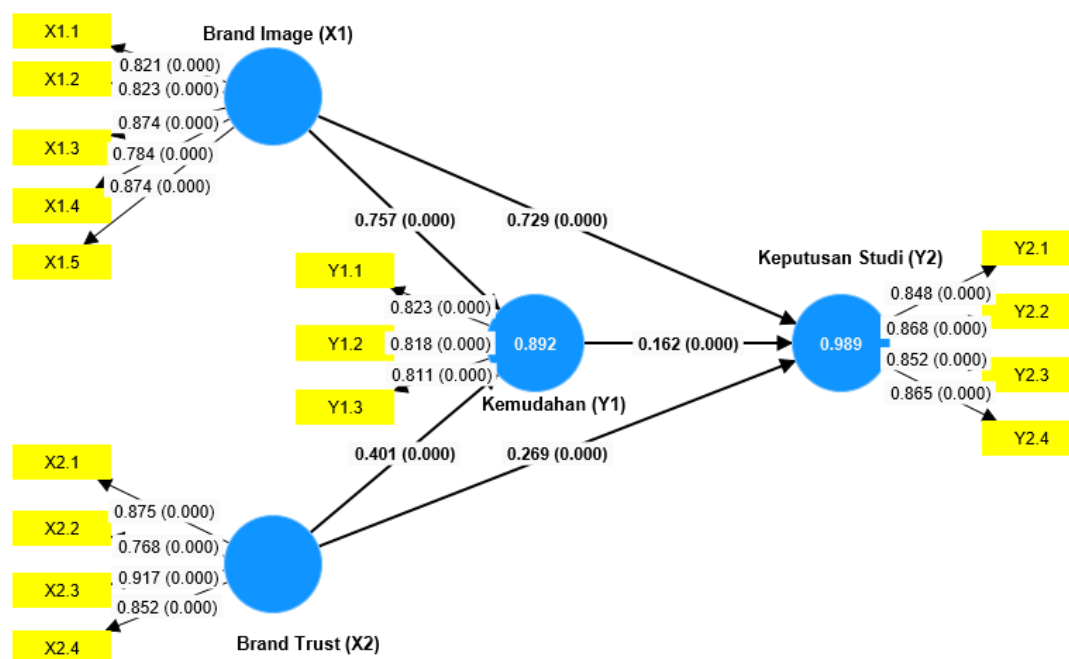 Brand Image (X1)
X1.1
X1.2
X1.3
X1.4
X1.5
0.821 (0.000)
0.823 (0.000)
0.874 (0.000)
0.784 (0.000)
0.874 (0.000)
0.757 (0.000)
0.729 (0.000)
Y1.1
Y1.2
Y1.3
0.823 (0.000)
0.818 (0.000)
0.811 (0.000)
0.892
Kemudahan (Y1)
0.162 (0.000)
Keputusan Studi (Y2)
0.989
0.848 (0.000)
0.868 (0.000)
0.852 (0.000)
0.865 (0.000)
Y2.1
Y2.2
Y2.3
Y2.4
0.401 (0.000)
0.269 (0.000)
X2.1
X2.2
X2.3
X2.4
0.875 (0.000)
0.768 (0.000)
0.917 (0.000)
0.852 (0.000)
Brand Trust (X2)